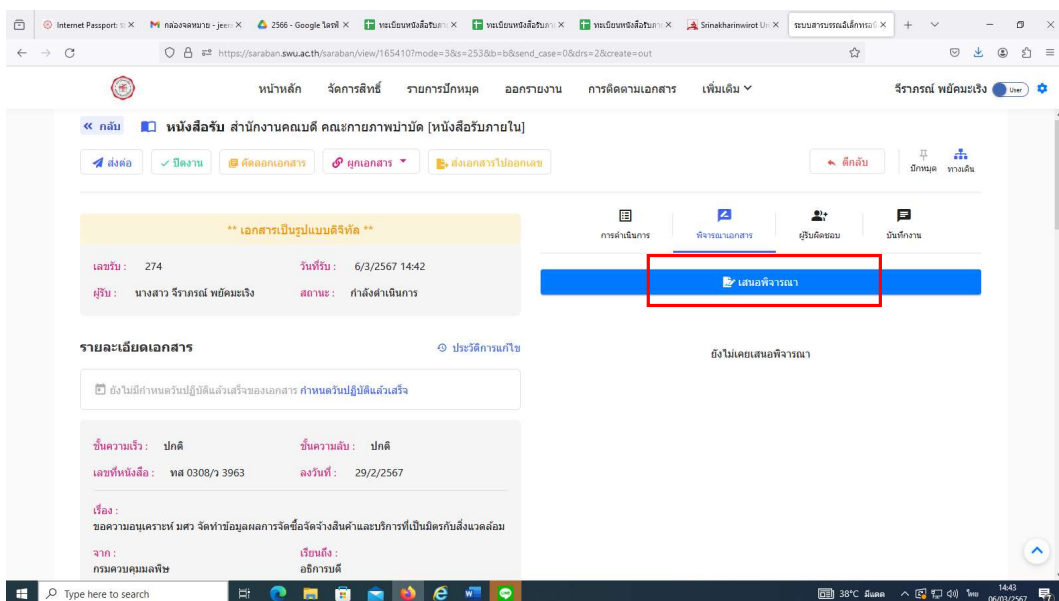 Internet Passport:
กล่องจดหมาย - jeer
2566 - Google ไดรฟ์
ทะเบียนหนังสือรับภา
ทะเบียนหนังสือรับภา
ทะเบียนหนังสือรับภา
Srinakharinwirot Un
ระบบสารบรรณอิเล็กทรอนิ
https://saraban.swu.ac.th/saraban/view/165410?mode=3&s=253&b=b&send_case=0&drs=2&create=out
หน้าหลัก จัดการสิทธิ์ รายการปักหมุด ออกรายงาน การติดตามเอกสาร เพิ่มเติม
จีราภรณ์ พยัคมะเริง User
« กลับ หนังสือรับ สำนักงานคณบดี คณะกายภาพบำบัด [หนังสือรับภายใน]
ส่งต่อ ปิดงาน คัดลอกเอกสาร ผูกเอกสาร ส่งเอกสารไปออกเลข
ตีกลับ ปักหมุด ทางเดิน
** เอกสารเป็นรูปแบบดิจิทัล **
การดำเนินการ พิจารณาเอกสาร ผู้รับผิดชอบ บันทึกงาน
เลขรับ : 274 วันที่รับ : 6/3/2567 14:42
ผู้รับ : นางสาว จีราภรณ์ พยัคมะเริง สถานะ : กำลังดำเนินการ
เสนอพิจารณา
รายละเอียดเอกสาร ประวัติการแก้ไข
ยังไม่เคยเสนอพิจารณา
ยังไม่มีกำหนดวันปฏิบัติแล้วเสร็จของเอกสาร กำหนดวันปฏิบัติแล้วเสร็จ
ชั้นความเร็ว : ปกติ ชั้นความลับ : ปกติ
เลขที่หนังสือ : ทส 0308/ว 3963 ลงวันที่ : 29/2/2567
เรื่อง :
ขอความอนุเคราะห์ มศว จัดทำข้อมูลผลการจัดซื้อจัดจ้างสินค้าและบริการที่เป็นมิตรกับสิ่งแวดล้อม
จาก : เรียนถึง :
กรมควบคุมมลพิษ อธิการบดี
Type here to search
38°C มีแดด ไทย 14:43
06/03/2567